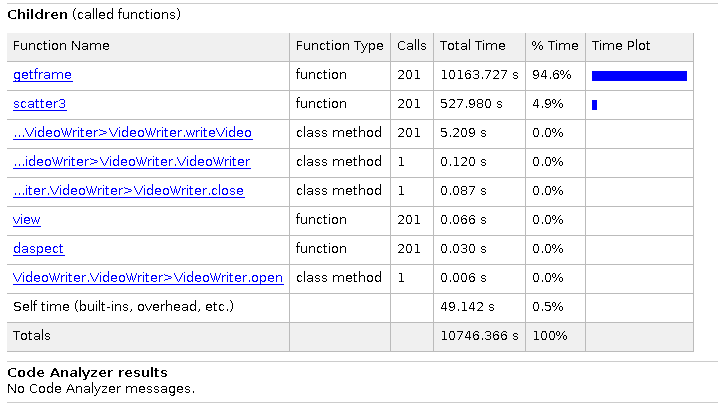 Children (called functions)
Function Name Function Type Calls Total Time % Time Time Plot
getframe function 201 10163.727 s 94.6%
scatter3 function 201 527.980 s 4.9%
...VideoWriter>VideoWriter.writeVideo class method 201 5.209 s 0.0%
...ideoWriter>VideoWriter.VideoWriter class method 1 0.120 s 0.0%
...iter.VideoWriter>VideoWriter.close class method 1 0.087 s 0.0%
view function 201 0.066 s 0.0%
daspect function 201 0.030 s 0.0%
VideoWriter.VideoWriter>VideoWriter.open class method 1 0.006 s 0.0%
Self time (built-ins, overhead, etc.) 49.142 s 0.5%
Totals 10746.366 s 100%
Code Analyzer results
No Code Analyzer messages.